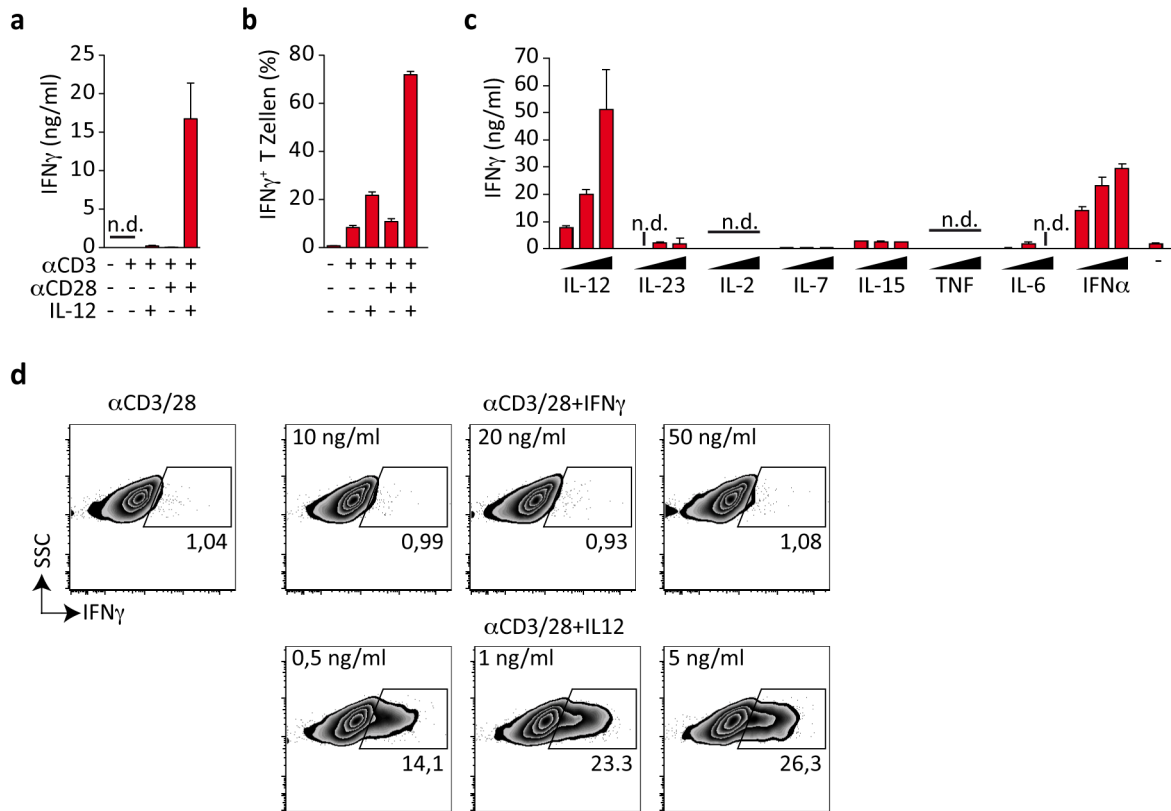 a
25
20
15
10
5
0
IFNγ (ng/ml)
n.d.
αCD3 - + + + +
αCD28 - - - + +
IL-12 - - + - +
b
80
60
40
20
0
IFNγ⁺ T Zellen (%)
- + + + +
- - - + +
- - + - +
c
70
60
50
40
30
20
10
0
IFNγ (ng/ml)
n.d. n.d. n.d. n.d.
IL-12 IL-23 IL-2 IL-7 IL-15 TNF IL-6 IFNα -
d
αCD3/28
αCD3/28+IFNγ
10 ng/ml 20 ng/ml 50 ng/ml
1,04 0,99 0,93 1,08
SSC
IFNγ
αCD3/28+IL12
0,5 ng/ml 1 ng/ml 5 ng/ml
14,1 23.3 26,3